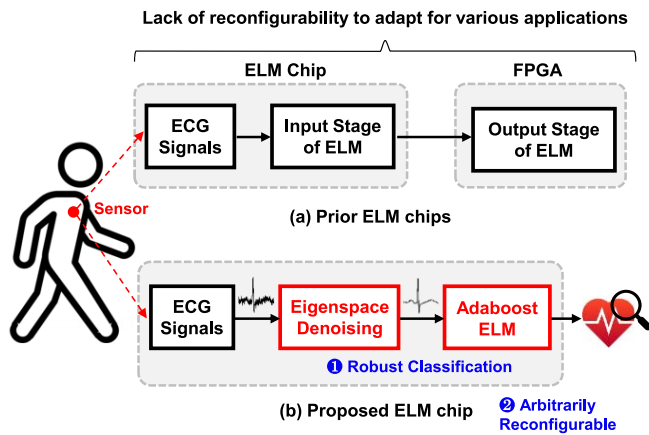 Lack of reconfigurability to adapt for various applications
ELM Chip
FPGA
ECG
Signals
Input Stage
of ELM
Output Stage
of ELM
Sensor
(a) Prior ELM chips
ECG
Signals
Eigenspace
Denoising
Adaboost
ELM
❶ Robust Classification
(b) Proposed ELM chip
❷ Arbitrarily
Reconfigurable